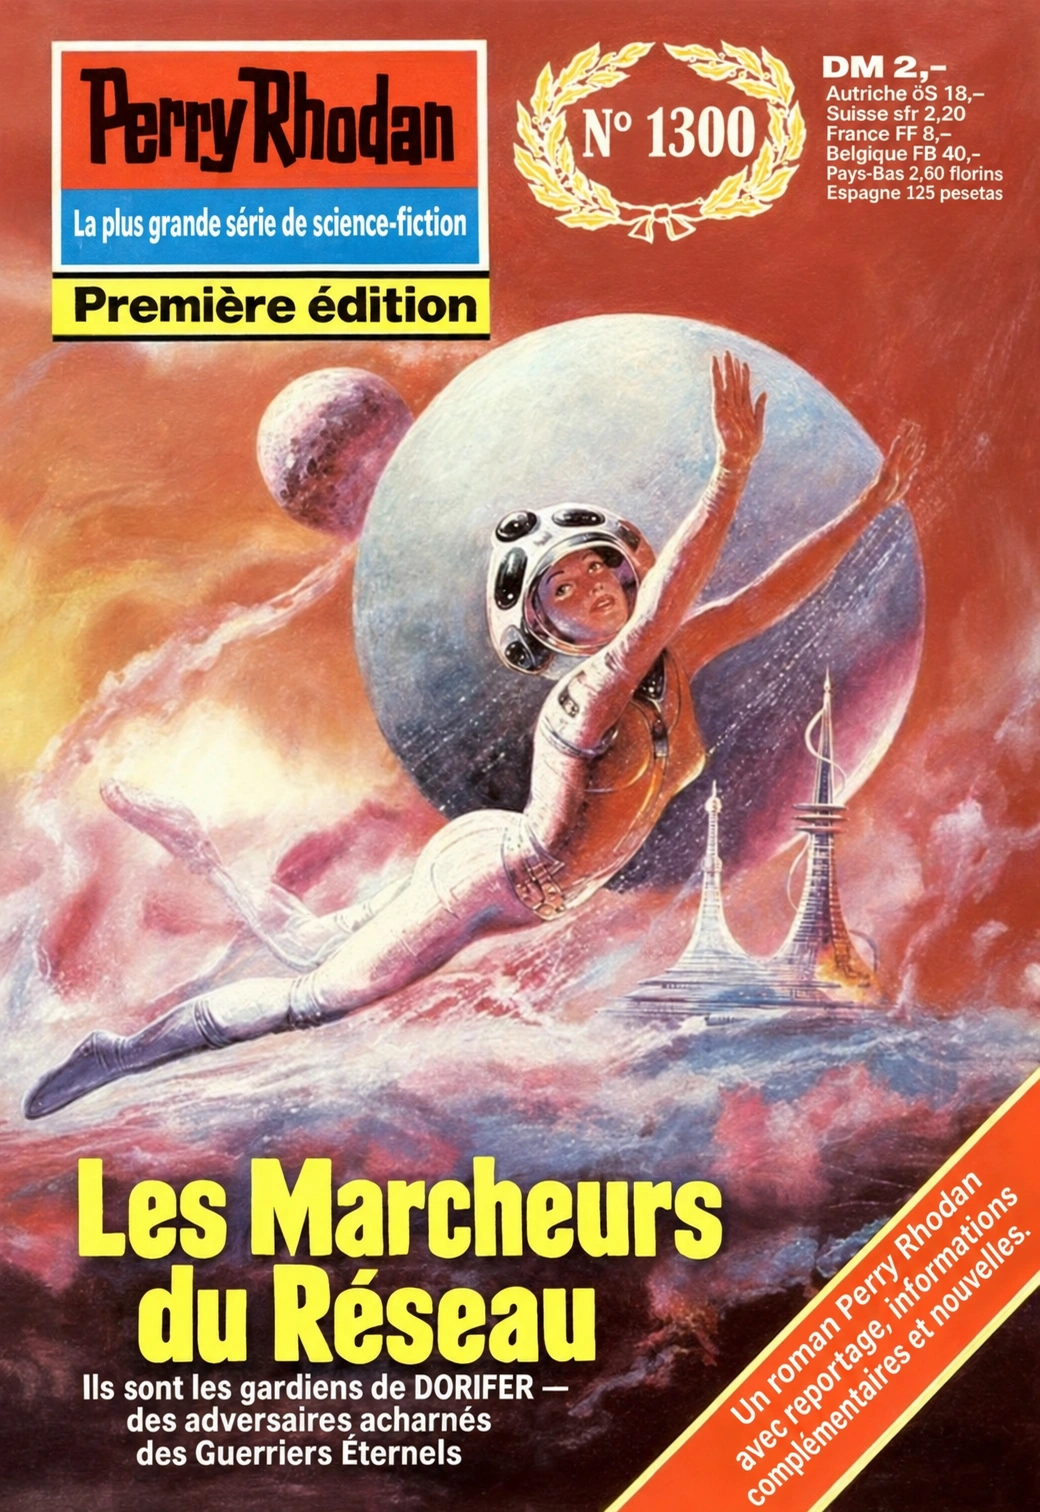 Perry Rhodan
La plus grande série de science-fiction
Première édition
Nº 1300
DM 2,–
Autriche öS 18,–
Suisse sfr 2,20
France FF 8,–
Belgique FB 40,–
Pays-Bas 2,60 florins
Espagne 125 pesetas
Les Marcheurs
du Réseau
Ils sont les gardiens de DORIFER —
des adversaires acharnés
des Guerriers Éternels
Un roman Perry Rhodan
avec reportage, informations
complémentaires et nouvelles.